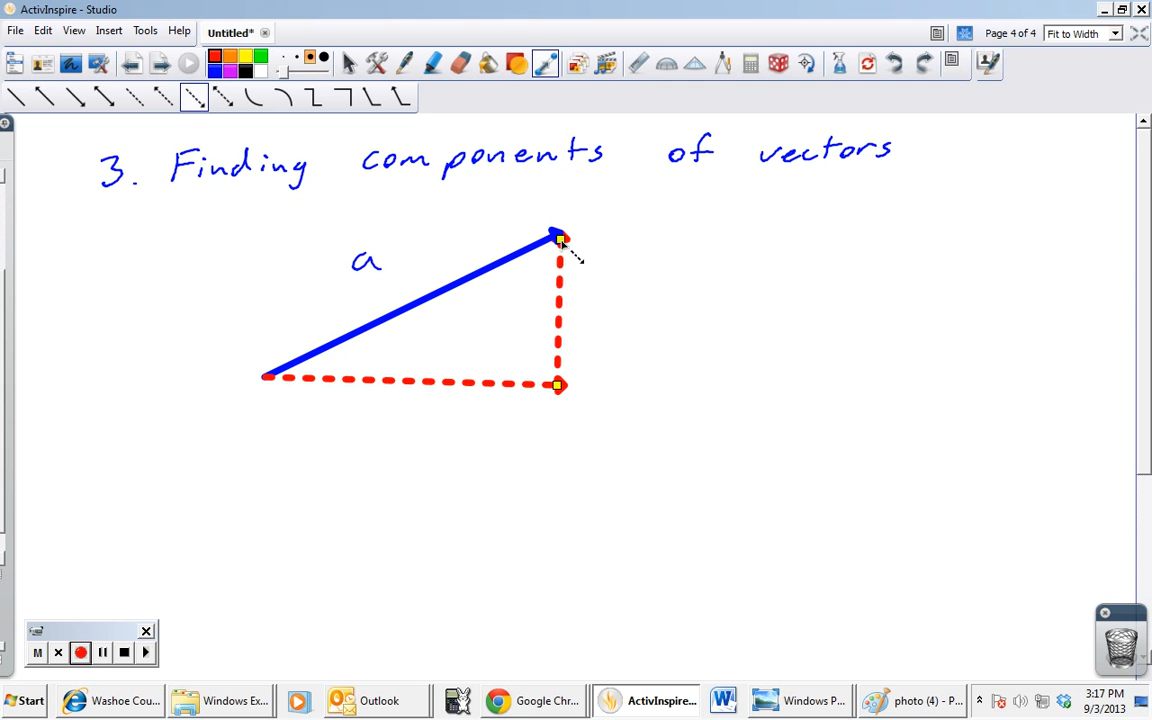 ActivInspire - Studio
File Edit View Insert Tools Help
Untitled*
Page 4 of 4
Fit to Width
3. Finding components of vectors
a
M
Start
Washoe Cou...
Windows Ex...
Outlook
Google Chr...
ActivInspire...
Windows P...
photo (4) - P...
3:17 PM
9/3/2013